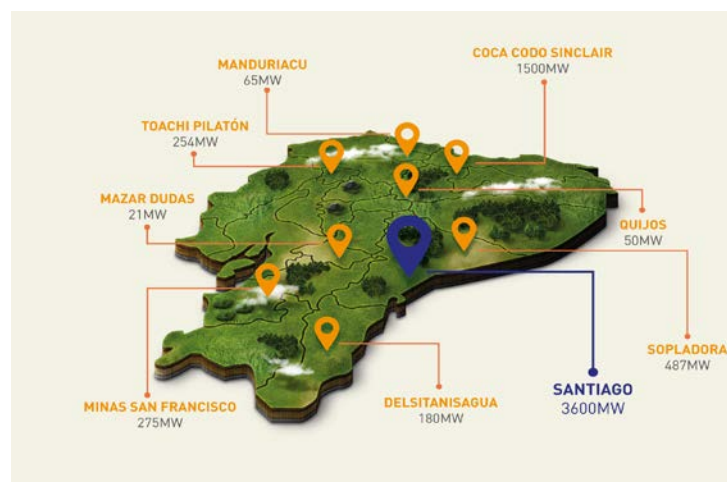 COCA CODO SINCLAIR
1500MW
MANDURIACU
65MW
TOACHI PILATÓN
254MW
MAZAR DUDAS
21MW
QUIJOS
50MW
SOPLADORA
487MW
SANTIAGO
3600MW
DELSITANISAGUA
180MW
MINAS SAN FRANCISCO
275MW